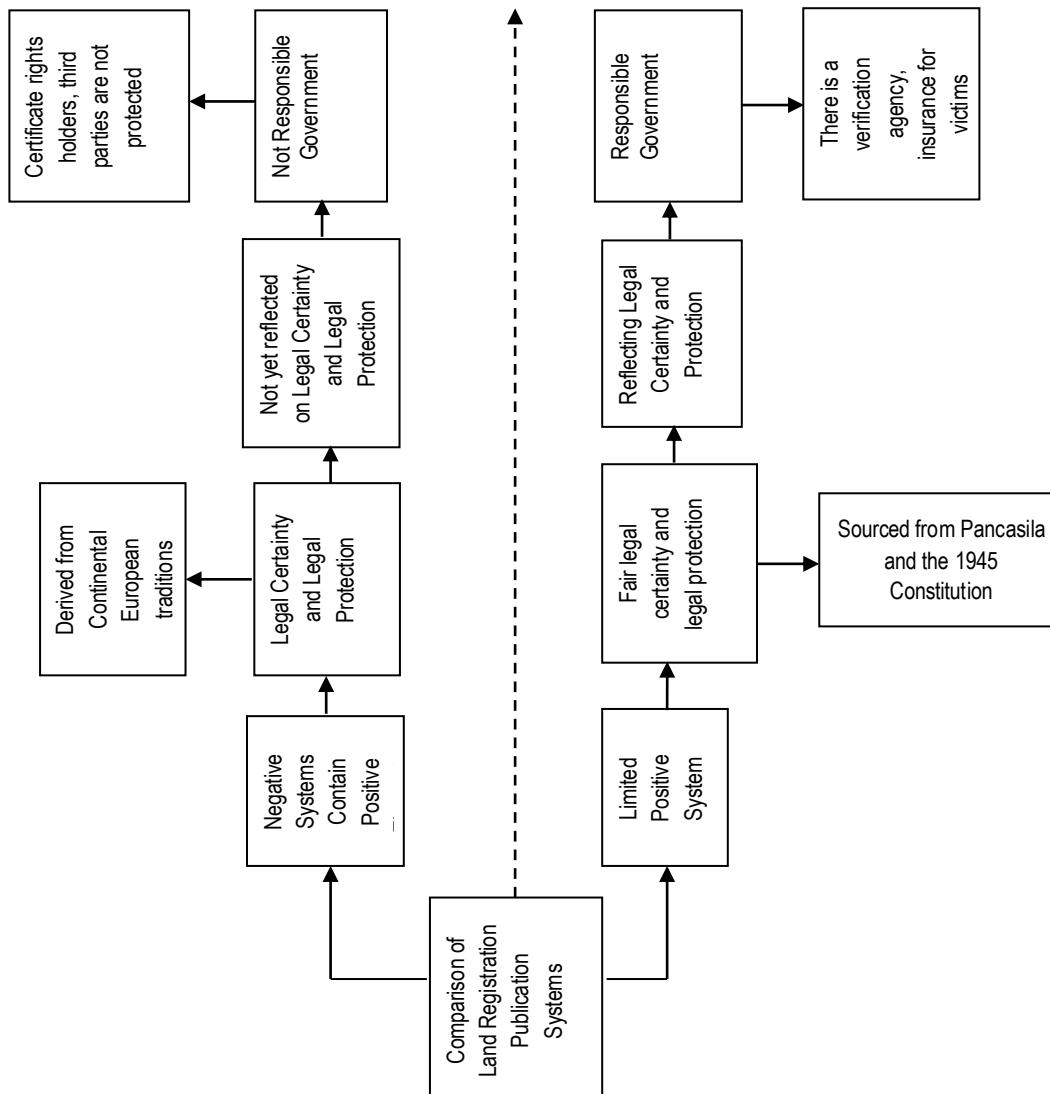 Comparison of
Land Registration
Publication
Systems
Negative
Systems
Contain
Positive
Legal Certainty
and Legal
Protection
Derived from
Continental
European
traditions
Not yet reflected
on Legal Certainty
and Legal
Protection
Not Responsible
Government
Certificate rights
holders, third
parties are not
protected
Limited
Positive
System
Fair legal
certainty and
legal protection
Sourced from Pancasila
and the 1945
Constitution
Reflecting Legal
Certainty and
Protection
Responsible
Government
There is a
verification
agency,
insurance for
victims